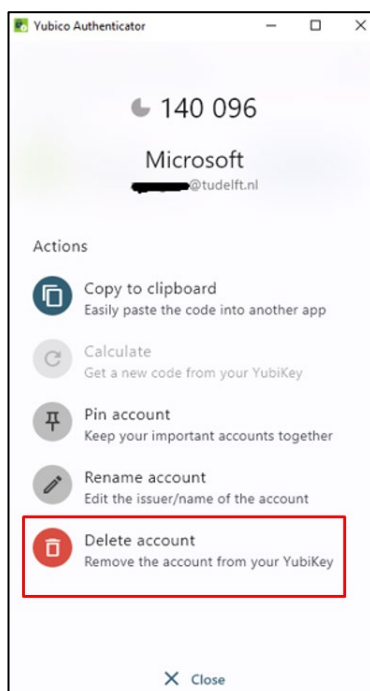 Yubico Authenticator
140 096
Microsoft
@tudelft.nl
Actions
Copy to clipboard
Easily paste the code into another app
Calculate
Get a new code from your YubiKey
Pin account
Keep your important accounts together
Rename account
Edit the issuer/name of the account
Delete account
Remove the account from your YubiKey
Close